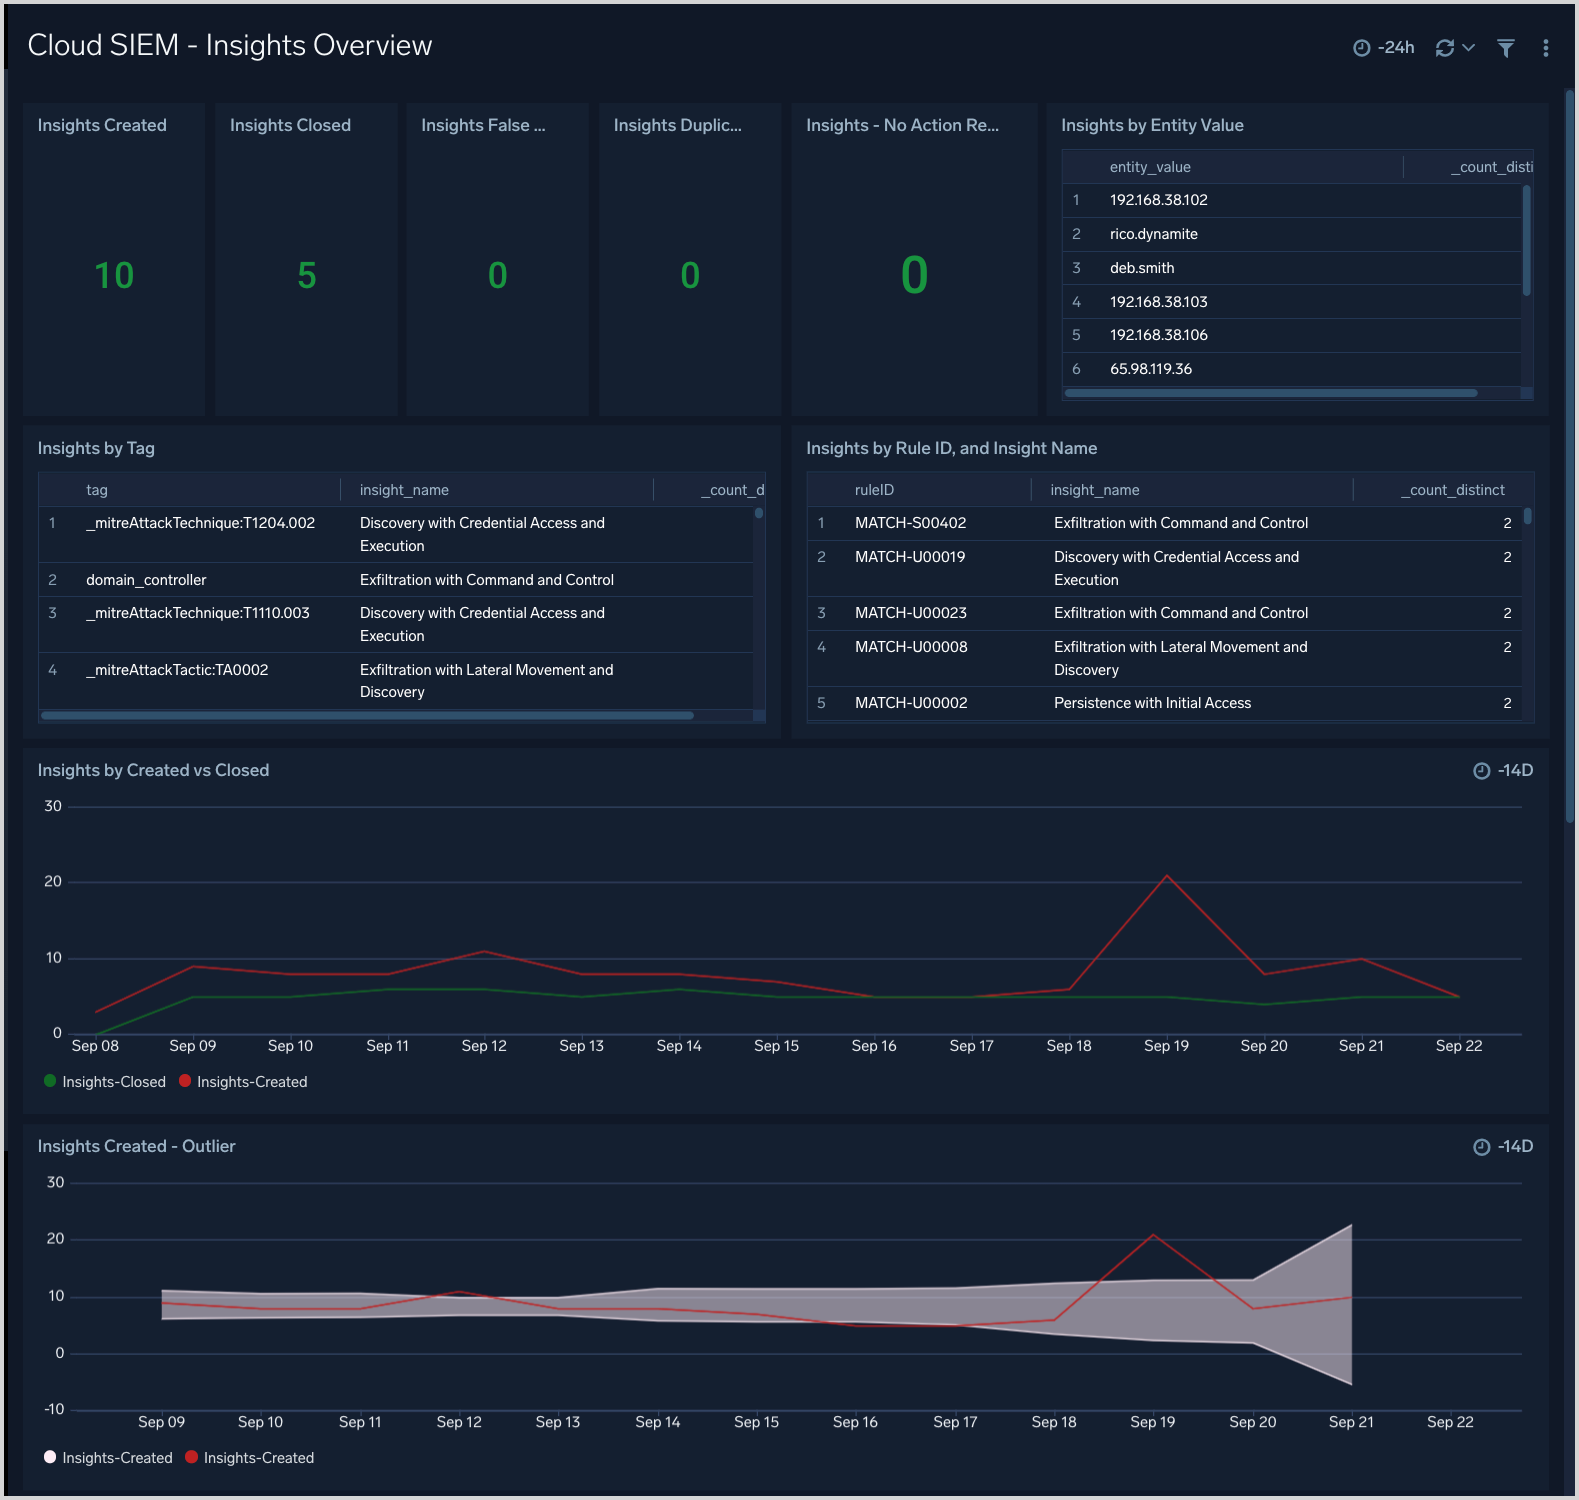 Cloud SIEM - Insights Overview
-24h
Insights Created
10
Insights Closed
5
Insights False ...
0
Insights Duplic...
0
Insights - No Action Re...
0
Insights by Entity Value
entity_value _count_disti
1 192.168.38.102
2 rico.dynamite
3 deb.smith
4 192.168.38.103
5 192.168.38.106
6 65.98.119.36
Insights by Tag
tag insight_name _count_d
1 _mitreAttackTechnique:T1204.002 Discovery with Credential Access and
Execution
2 domain_controller Exfiltration with Command and Control
3 _mitreAttackTechnique:T1110.003 Discovery with Credential Access and
Execution
4 _mitreAttackTactic:TA0002 Exfiltration with Lateral Movement and
Discovery
Insights by Rule ID, and Insight Name
ruleID insight_name _count_distinct
1 MATCH-S00402 Exfiltration with Command and Control 2
2 MATCH-U00019 Discovery with Credential Access and 2
Execution
3 MATCH-U00023 Exfiltration with Command and Control 2
4 MATCH-U00008 Exfiltration with Lateral Movement and 2
Discovery
5 MATCH-U00002 Persistence with Initial Access 2
Insights by Created vs Closed
-14D
30
20
10
0
Sep 08 Sep 09 Sep 10 Sep 11 Sep 12 Sep 13 Sep 14 Sep 15 Sep 16 Sep 17 Sep 18 Sep 19 Sep 20 Sep 21 Sep 22
Insights-Closed Insights-Created
Insights Created - Outlier
-14D
30
20
10
0
-10
Sep 09 Sep 10 Sep 11 Sep 12 Sep 13 Sep 14 Sep 15 Sep 16 Sep 17 Sep 18 Sep 19 Sep 20 Sep 21 Sep 22
Insights-Created Insights-Created